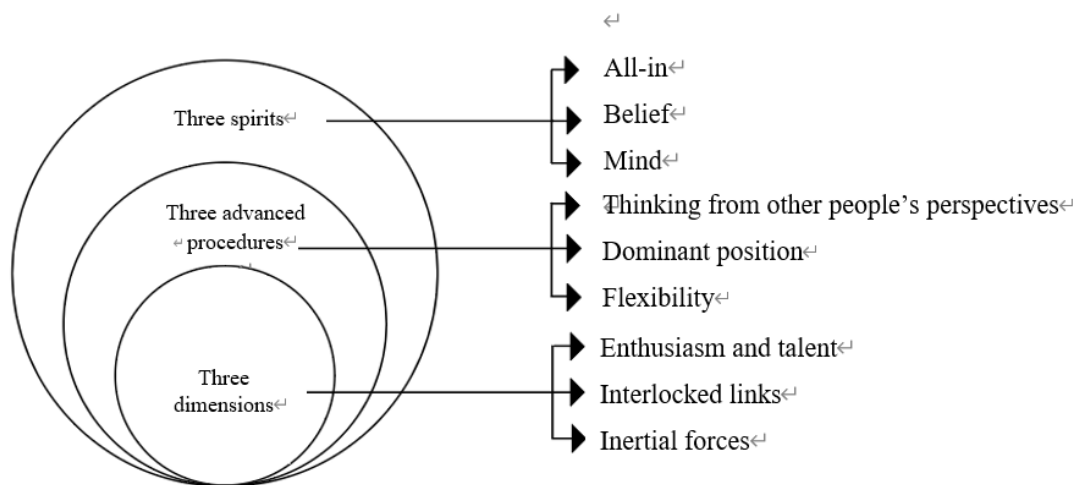 Three spirits
All-in
Belief
Mind
Three advanced
procedures
Thinking from other people’s perspectives
Dominant position
Flexibility
Three
dimensions
Enthusiasm and talent
Interlocked links
Inertial forces